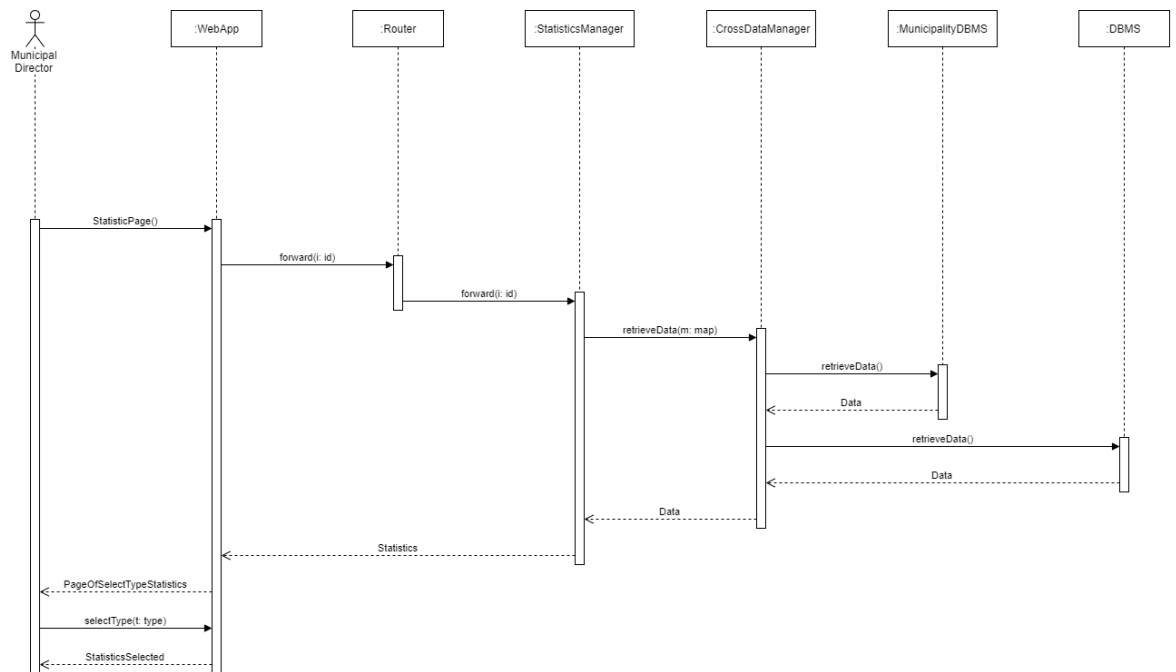 Municipal
Director
:WebApp
:Router
:StatisticsManager
:CrossDataManager
:MunicipalityDBMS
:DBMS
StatisticPage()
forward(i: id)
forward(i: id)
retrieveData(m: map)
retrieveData()
Data
retrieveData()
Data
Data
Statistics
PageOfSelectTypeStatistics
selectType(t: type)
StatisticsSelected